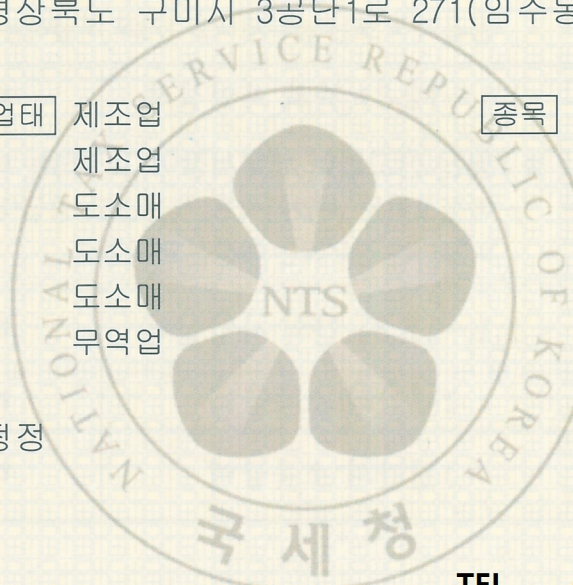 경상북도 구미시 3공단1로 271(임수동
업태 제조업 종목
제조업
도소매
도소매
도소매
무역업
정정
NATIONAL TAX SERVICE REPUBLIC OF KOREA
NTS
국세청
TEL